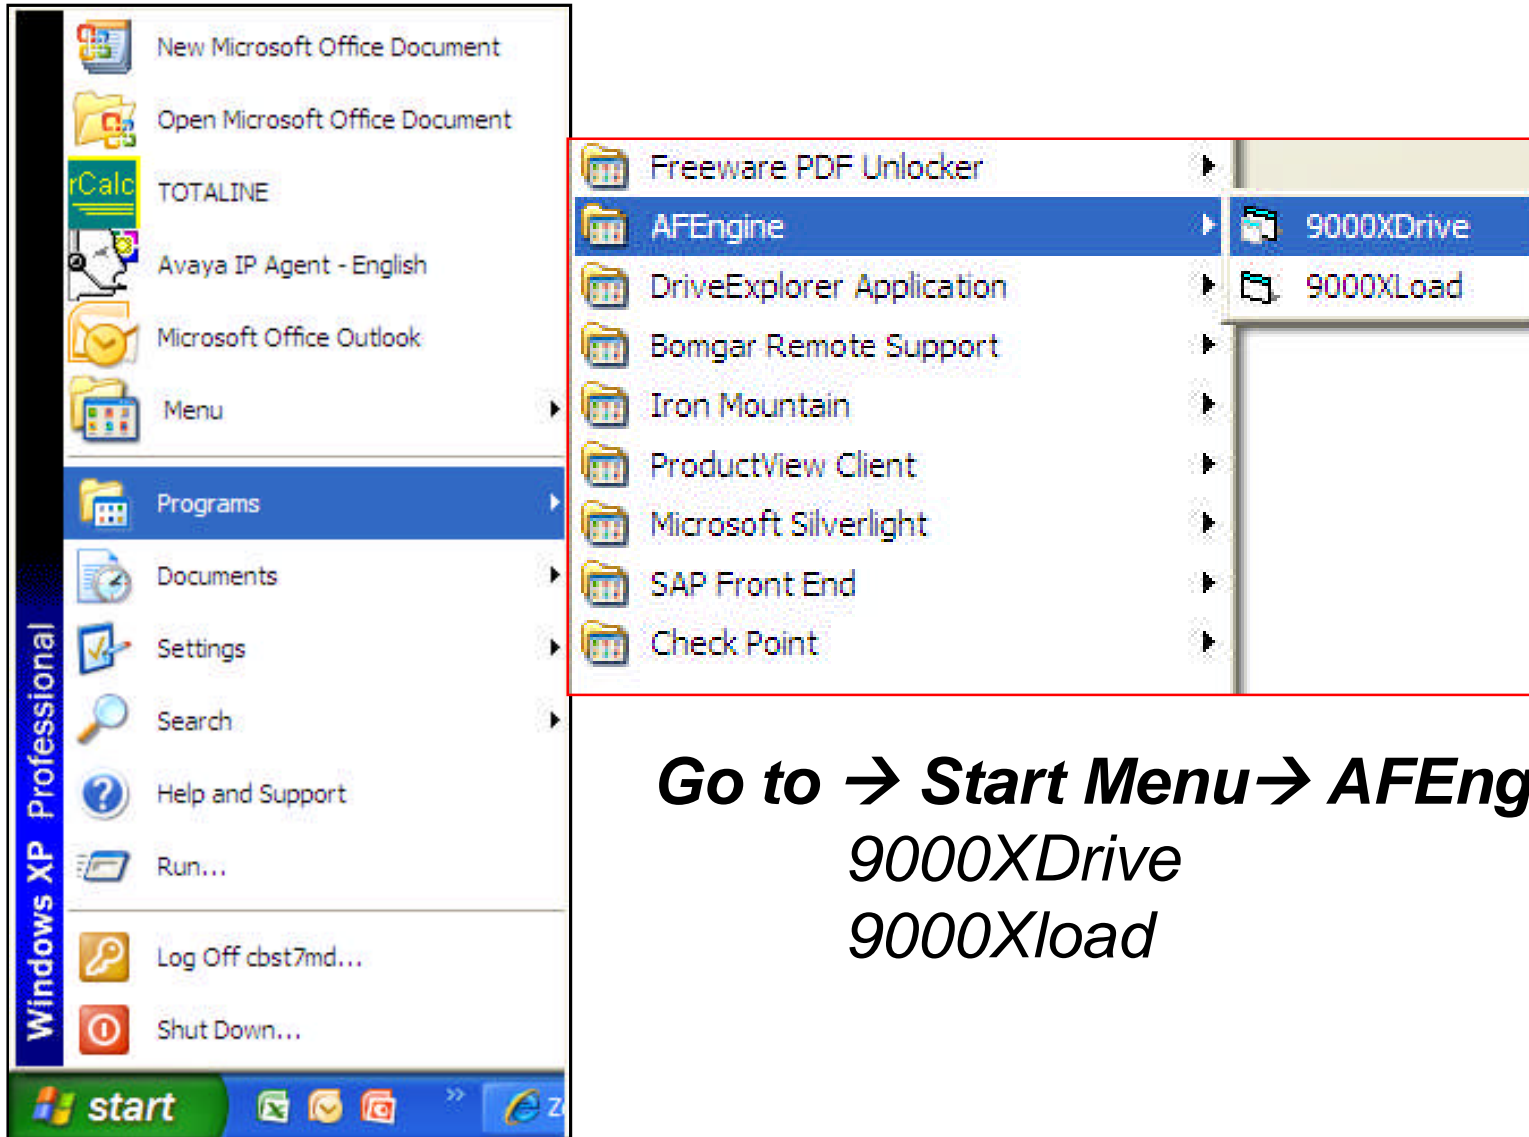 New Microsoft Office Document
Open Microsoft Office Document
rCalc
TOTALINE
Avaya IP Agent - English
Microsoft Office Outlook
Menu
Programs
Documents
Settings
Search
Help and Support
Run...
Log Off cbst7md...
Shut Down...
Windows XP Professional
start
Freeware PDF Unlocker
AFEngine
DriveExplorer Application
Bomgar Remote Support
Iron Mountain
ProductView Client
Microsoft Silverlight
SAP Front End
Check Point
9000XDrive
9000XLoad
Go to → Start Menu→ AFEng
9000XDrive
9000Xload